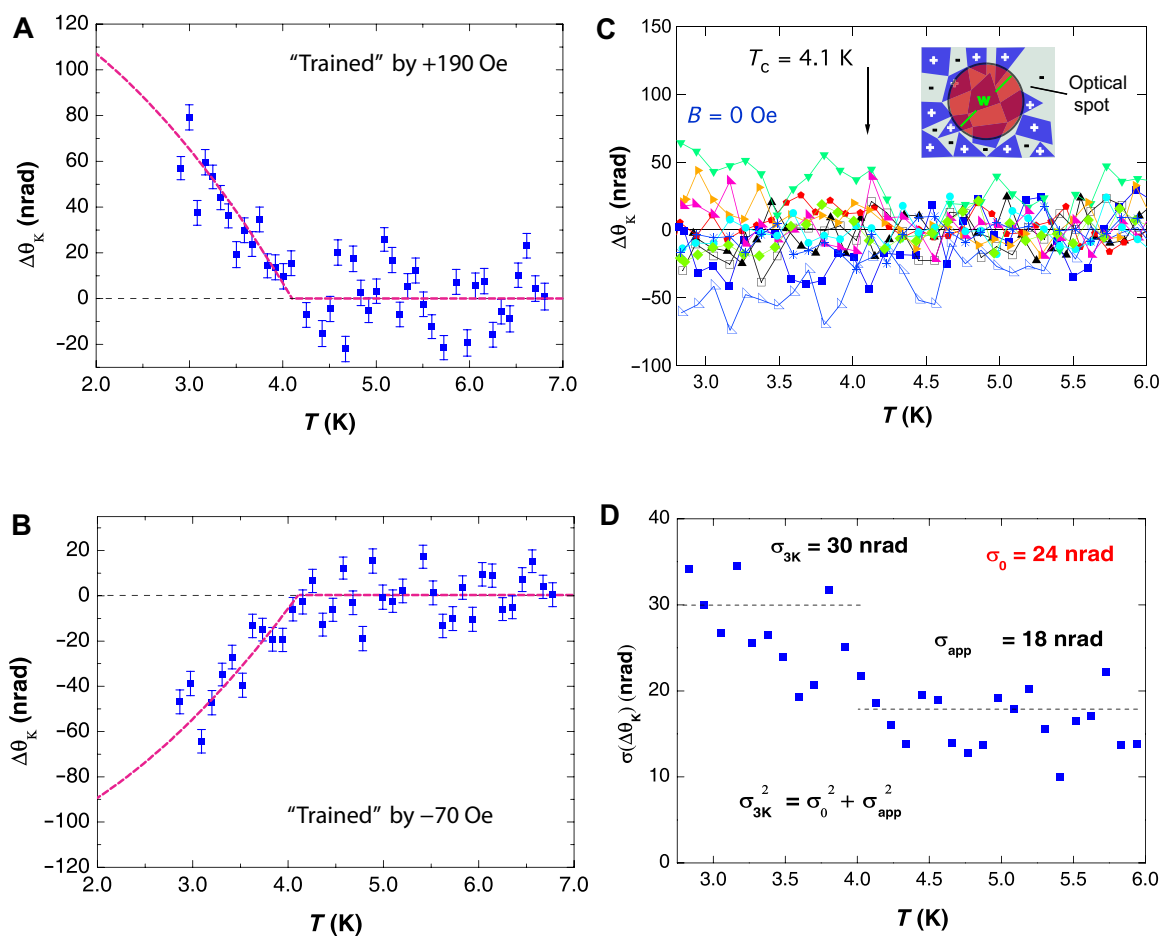 A
"Trained" by +190 Oe
120
100
80
60
40
20
0
−20
2.0
3.0
4.0
5.0
6.0
7.0
ΔθK (nrad)
T (K)
B
"Trained" by −70 Oe
20
0
−20
−40
−60
−80
−100
−120
2.0
3.0
4.0
5.0
6.0
7.0
ΔθK (nrad)
T (K)
C
Tc = 4.1 K
B = 0 Oe
w
Optical
spot
150
100
50
0
−50
−100
3.0
3.5
4.0
4.5
5.0
5.5
6.0
ΔθK (nrad)
T (K)
D
σ3K = 30 nrad
σ0 = 24 nrad
σapp = 18 nrad
σ3K2 = σ02 + σapp2
40
30
20
10
0
3.0
3.5
4.0
4.5
5.0
5.5
6.0
σ(ΔθK) (nrad)
T (K)